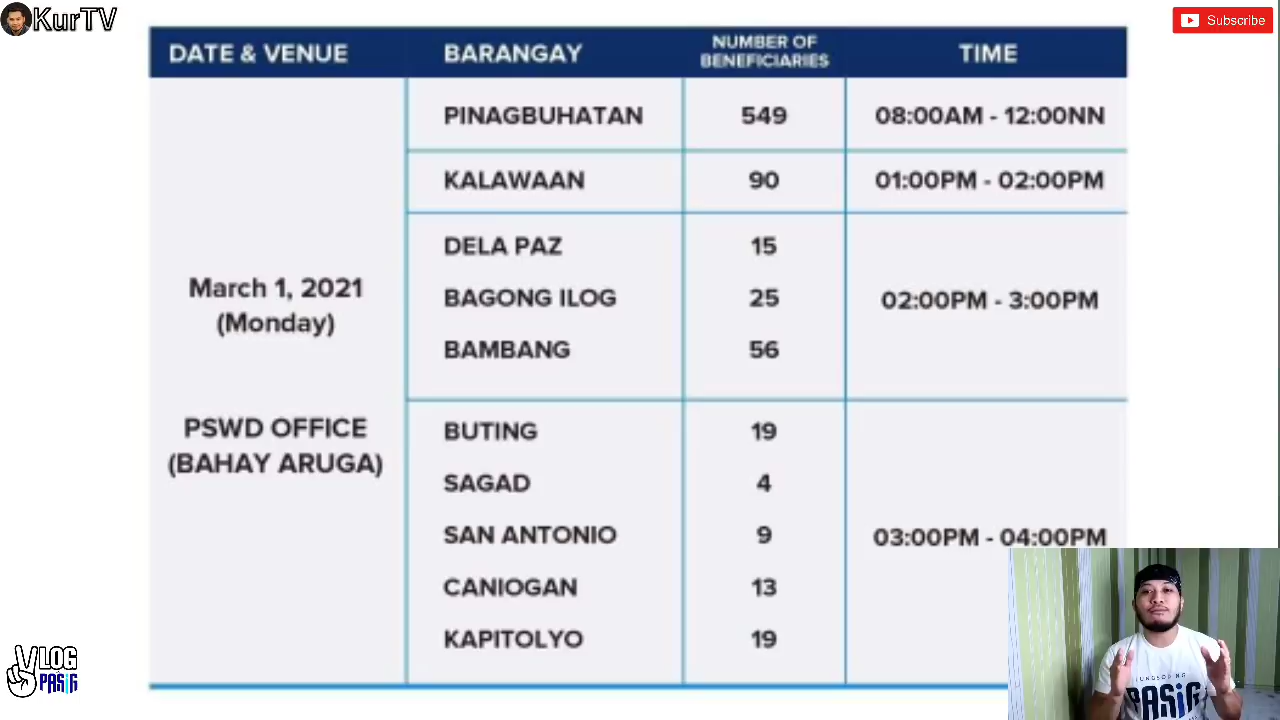 KurTV
Subscribe
DATE & VENUE
BARANGAY
NUMBER OF
BENEFICIARIES
TIME
PINAGBUHATAN 549 08:00AM - 12:00NN
KALAWAAN 90 01:00PM - 02:00PM
DELA PAZ 15
BAGONG ILOG 25 02:00PM - 3:00PM
BAMBANG 56
March 1, 2021
(Monday)
PSWD OFFICE
(BAHAY ARUGA)
BUTING 19
SAGAD 4
SAN ANTONIO 9 03:00PM - 04:00PM
CANIOGAN 13
KAPITOLYO 19
VLOG
PASiG
PASiG